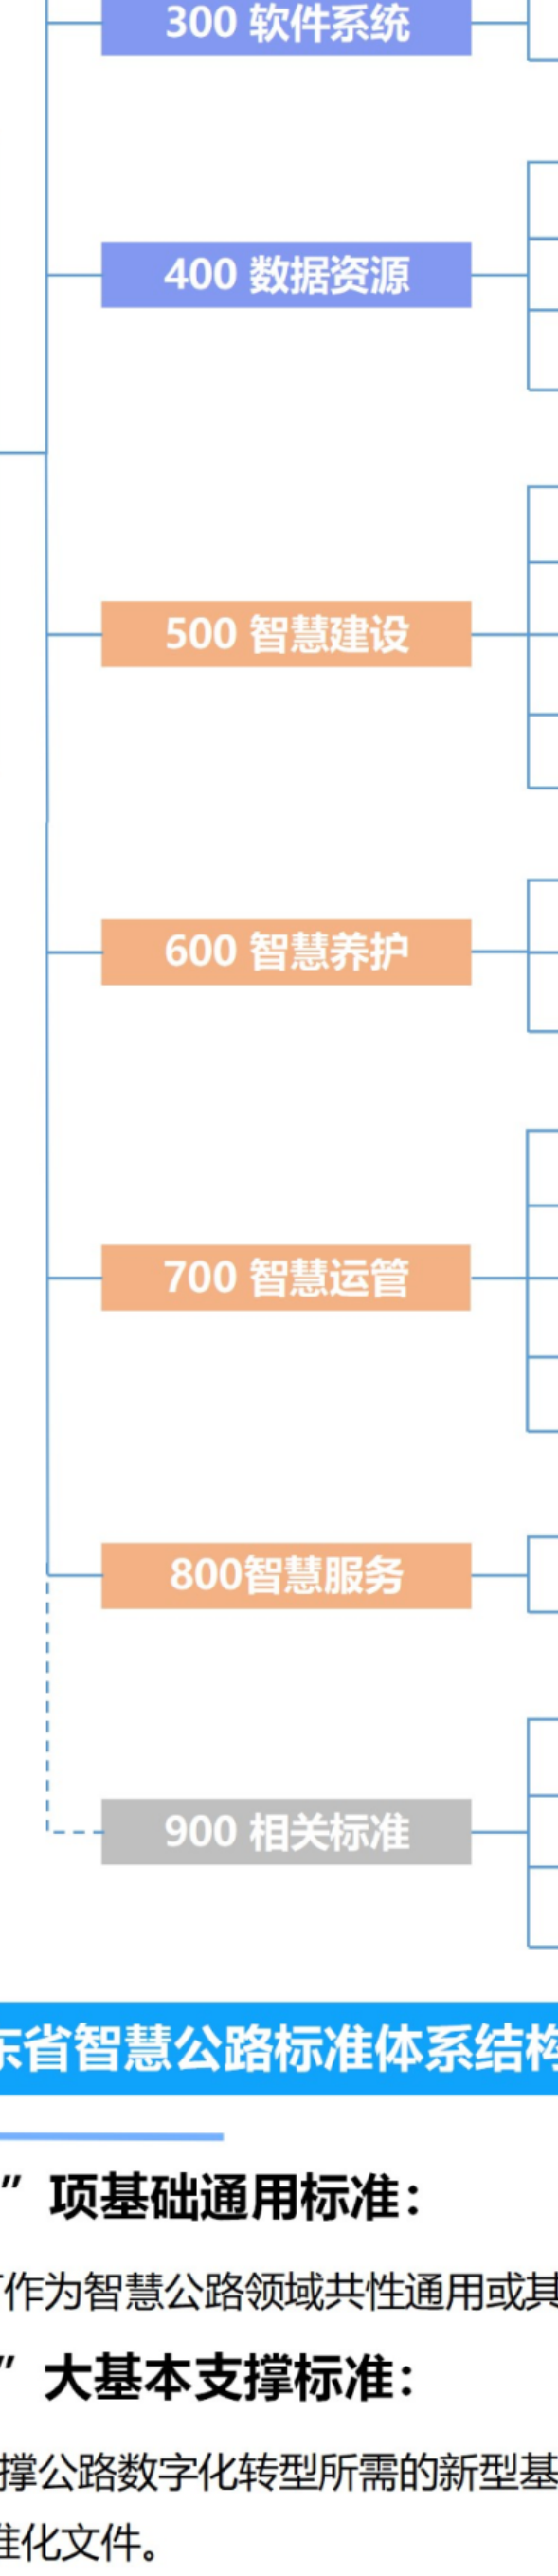 300 软件系统
400 数据资源
500 智慧建设
600 智慧养护
700 智慧运管
800智慧服务
900 相关标准
东省智慧公路标准体系结构
”项基础通用标准：
作为智慧公路领域共性通用或其
”大基本支撑标准：
撑公路数字化转型所需的新型基
准化文件。